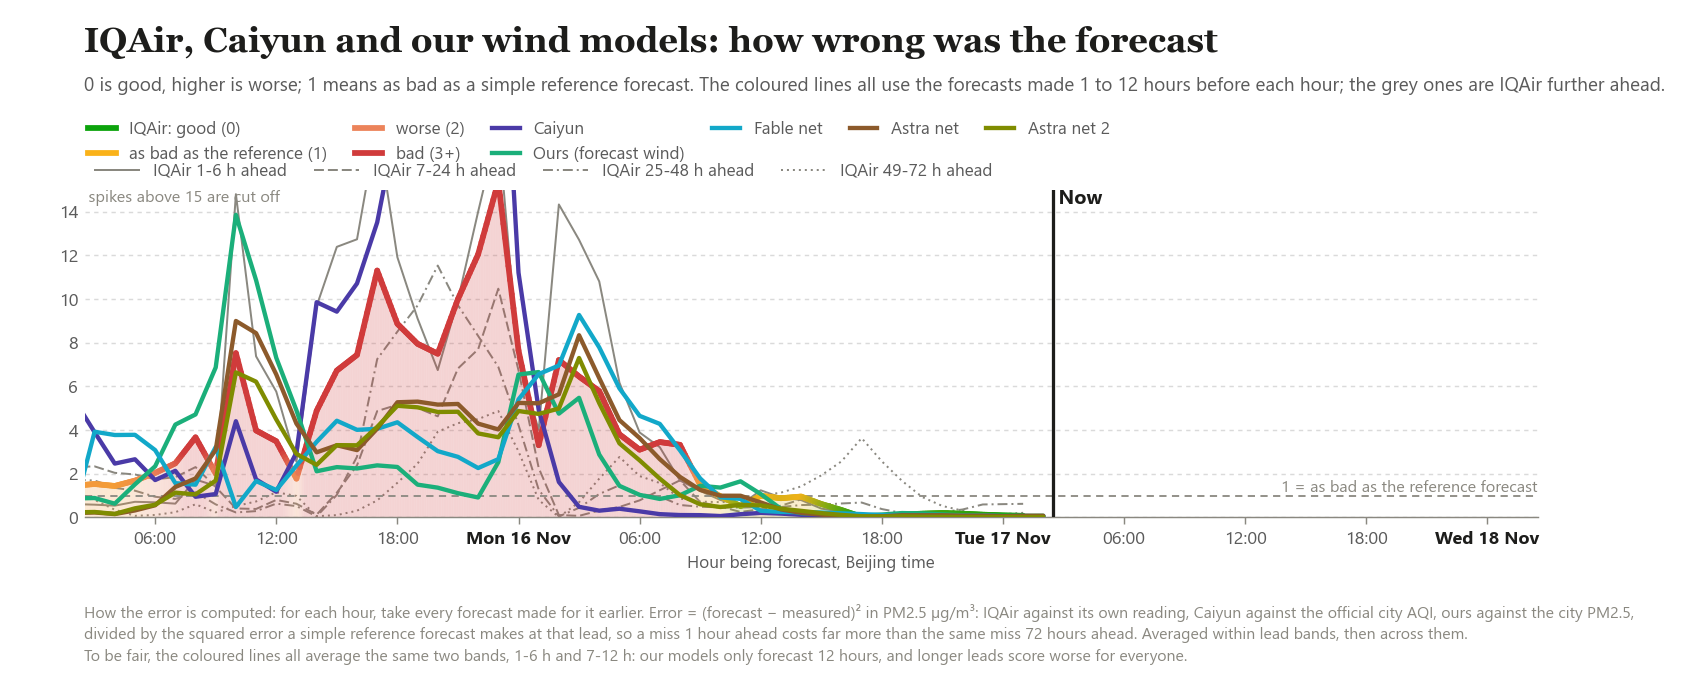 IQAir, Caiyun and our wind models: how wrong was the forecast
0 is good, higher is worse; 1 means as bad as a simple reference forecast. The coloured lines all use the forecasts made 1 to 12 hours before each hour; the grey ones are IQAir further ahead.
IQAir: good (0) worse (2) Caiyun Fable net Astra net Astra net 2
as bad as the reference (1) bad (3+) Ours (forecast wind)
IQAir 1-6 h ahead IQAir 7-24 h ahead IQAir 25-48 h ahead IQAir 49-72 h ahead
spikes above 15 are cut off
Now
14
12
10
8
6
4
2
0
1 = as bad as the reference forecast
06:00 12:00 18:00 Mon 16 Nov 06:00 12:00 18:00 Tue 17 Nov 06:00 12:00 18:00 Wed 18 Nov
Hour being forecast, Beijing time
How the error is computed: for each hour, take every forecast made for it earlier. Error = (forecast − measured)² in PM2.5 µg/m³: IQAir against its own reading, Caiyun against the official city AQI, ours against the city PM2.5,
divided by the squared error a simple reference forecast makes at that lead, so a miss 1 hour ahead costs far more than the same miss 72 hours ahead. Averaged within lead bands, then across them.
To be fair, the coloured lines all average the same two bands, 1-6 h and 7-12 h: our models only forecast 12 hours, and longer leads score worse for everyone.